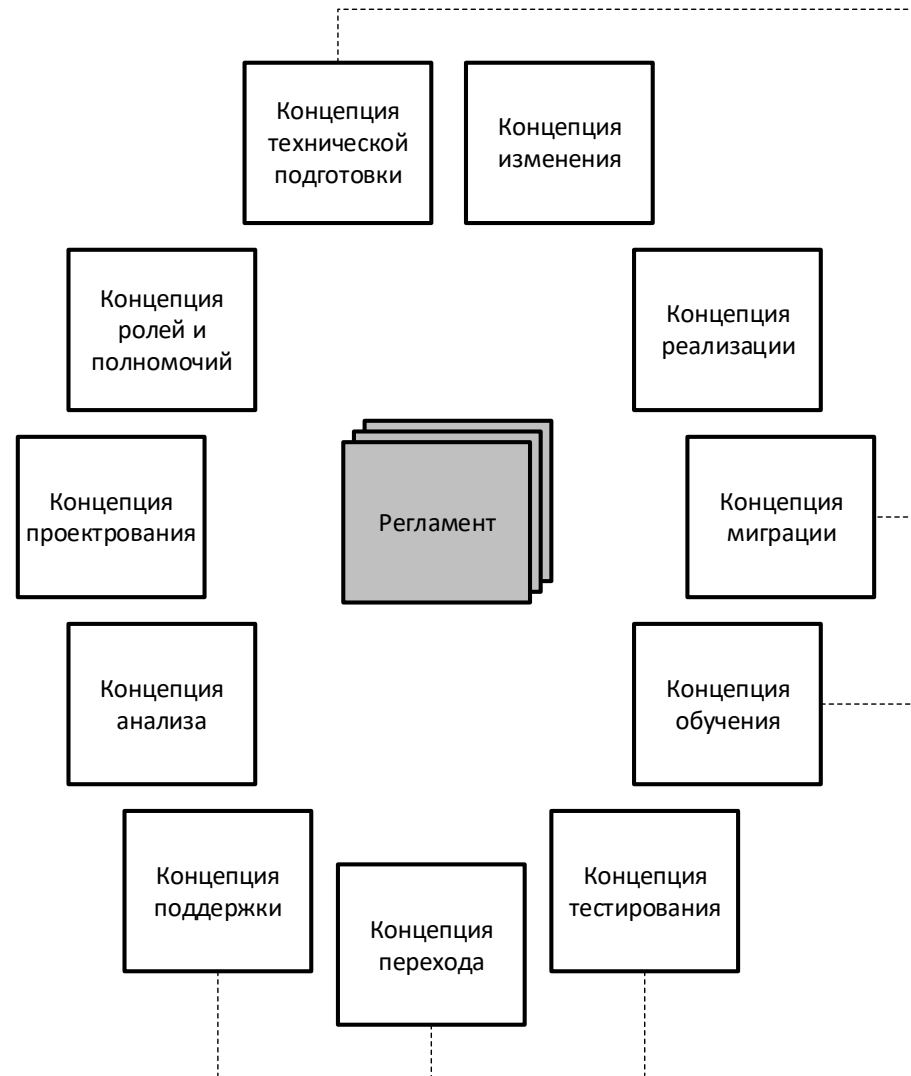 Концепция
технической
подготовки
Концепция
изменения
Концепция
ролей и
полномочий
Концепция
реализации
Концепция
проектрования
Регламент
Концепция
миграции
Концепция
анализа
Концепция
обучения
Концепция
поддержки
Концепция
перехода
Концепция
тестирования